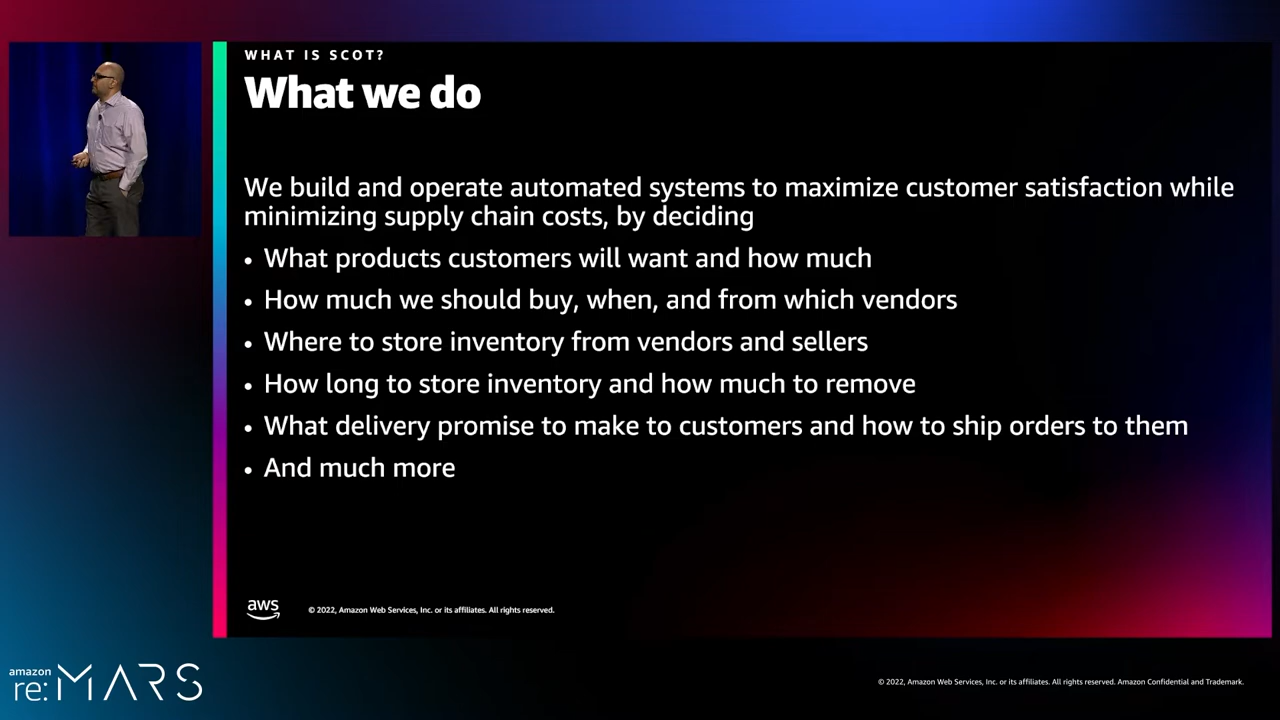 WHAT IS SCOT?
What we do
We build and operate automated systems to maximize customer satisfaction while
minimizing supply chain costs, by deciding
• What products customers will want and how much
• How much we should buy, when, and from which vendors
• Where to store inventory from vendors and sellers
• How long to store inventory and how much to remove
• What delivery promise to make to customers and how to ship orders to them
• And much more
aws
© 2022, Amazon Web Services, Inc. or its affiliates. All rights reserved.
amazon
re:MARS
© 2022, Amazon Web Services, Inc. or its affiliates. All rights reserved. Amazon Confidential and Trademark.